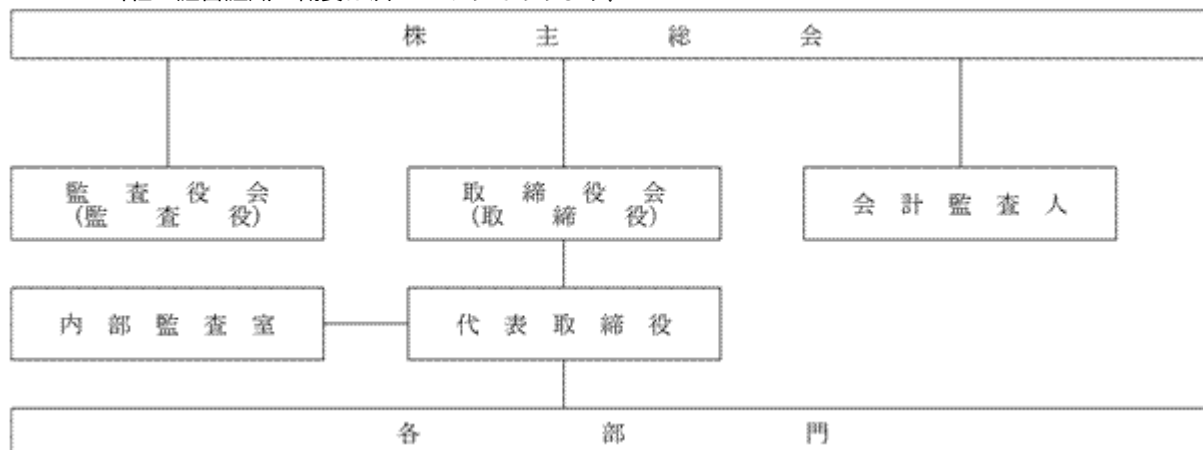 株主総会
監査役会
(監査役)
取締役会
(取締役)
会計監査人
内部監査室
代表取締役
各部門